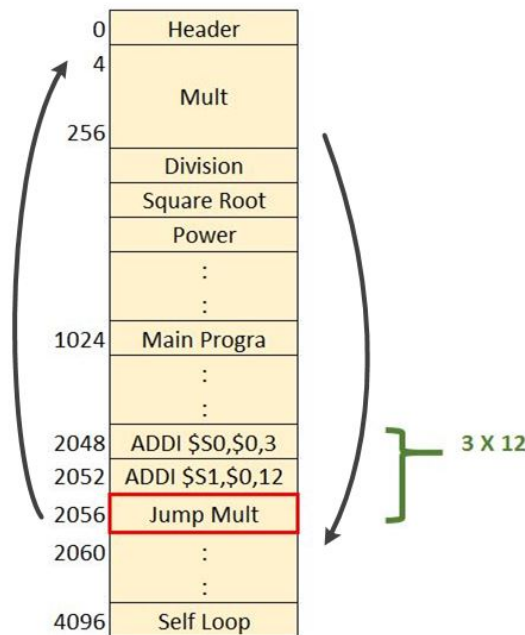 0 Header
4
Mult
256
Division
Square Root
Power
:
:
1024 Main Progra
:
:
2048 ADDI $S0,$0,3
3 X 12
2052 ADDI $S1,$0,12
2056 Jump Mult
2060 :
:
4096 Self Loop